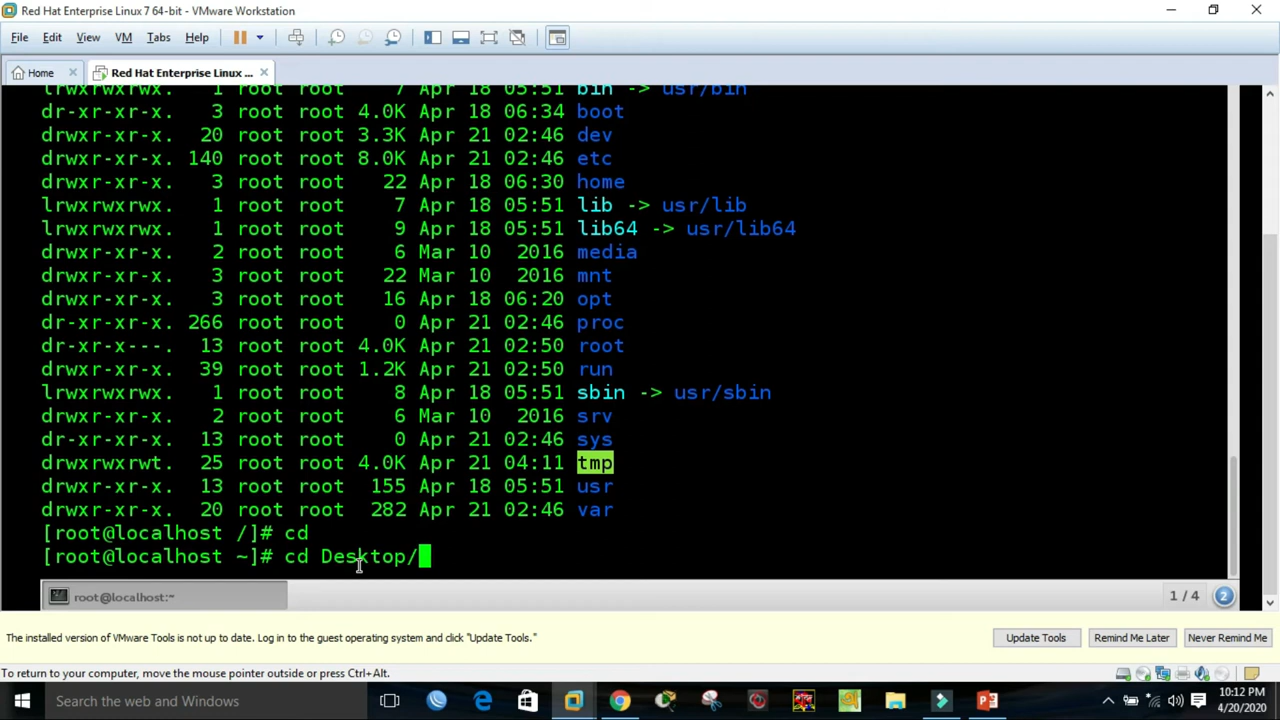 Red Hat Enterprise Linux 7 64-bit - VMware Workstation
File Edit View VM Tabs Help
Home Red Hat Enterprise Linux ...
lrwxrwxrwx. 1 root root 7 Apr 18 05:51 bin -> usr/bin
dr-xr-xr-x. 3 root root 4.0K Apr 18 06:34 boot
drwxr-xr-x. 20 root root 3.3K Apr 21 02:46 dev
drwxr-xr-x. 140 root root 8.0K Apr 21 02:46 etc
drwxr-xr-x. 3 root root 22 Apr 18 06:30 home
lrwxrwxrwx. 1 root root 7 Apr 18 05:51 lib -> usr/lib
lrwxrwxrwx. 1 root root 9 Apr 18 05:51 lib64 -> usr/lib64
drwxr-xr-x. 2 root root 6 Mar 10 2016 media
drwxr-xr-x. 3 root root 22 Mar 10 2016 mnt
drwxr-xr-x. 3 root root 16 Apr 18 06:20 opt
dr-xr-xr-x. 266 root root 0 Apr 21 02:46 proc
dr-xr-x---. 13 root root 4.0K Apr 21 02:50 root
drwxr-xr-x. 39 root root 1.2K Apr 21 02:50 run
lrwxrwxrwx. 1 root root 8 Apr 18 05:51 sbin -> usr/sbin
drwxr-xr-x. 2 root root 6 Mar 10 2016 srv
dr-xr-xr-x. 13 root root 0 Apr 21 02:46 sys
drwxrwxrwt. 25 root root 4.0K Apr 21 04:11 tmp
drwxr-xr-x. 13 root root 155 Apr 18 05:51 usr
drwxr-xr-x. 20 root root 282 Apr 21 02:46 var
[root@localhost /]# cd
[root@localhost ~]# cd Desktop/
root@localhost:~ 1 / 4 2
The installed version of VMware Tools is not up to date. Log in to the guest operating system and click "Update Tools." Update Tools Remind Me Later Never Remind Me
To return to your computer, move the mouse pointer outside or press Ctrl+Alt.
Search the web and Windows
10:12 PM
4/20/2020